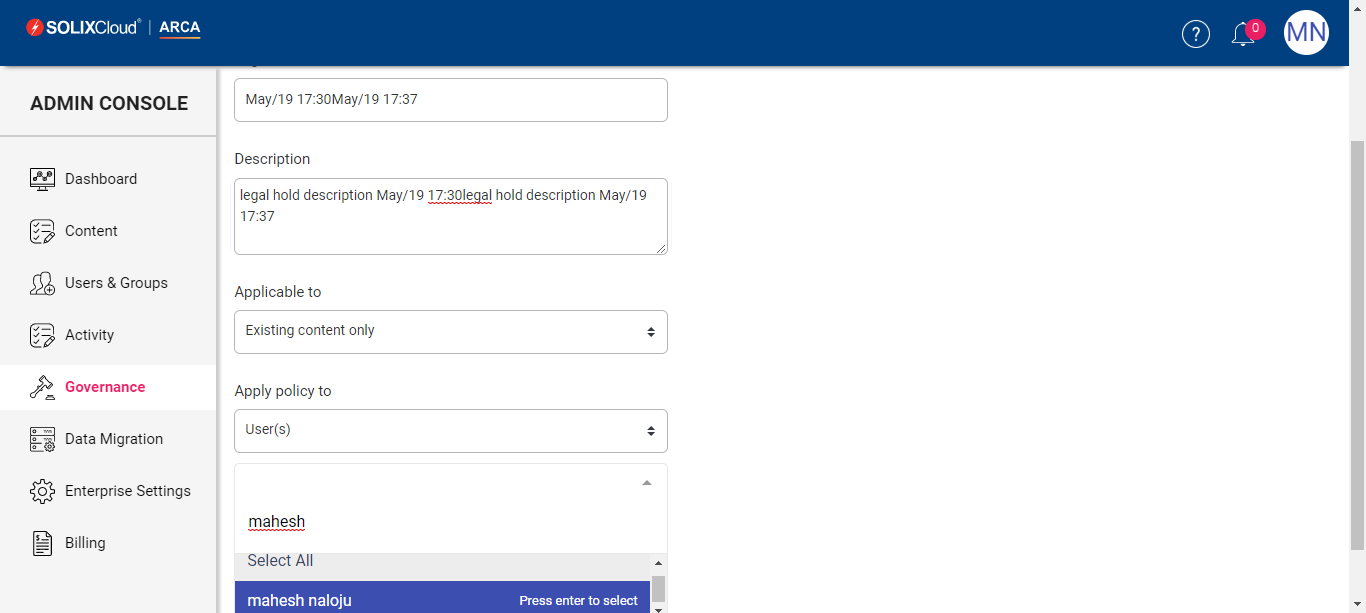 SOLIXCloud® | ARCA
?
0
MN
ADMIN CONSOLE
Dashboard
Content
Users & Groups
Activity
Governance
Data Migration
Enterprise Settings
Billing
May/19 17:30May/19 17:37
Description
legal hold description May/19 17:30legal hold description May/19
17:37
Applicable to
Existing content only
Apply policy to
User(s)
mahesh
Select All
mahesh naloju Press enter to select